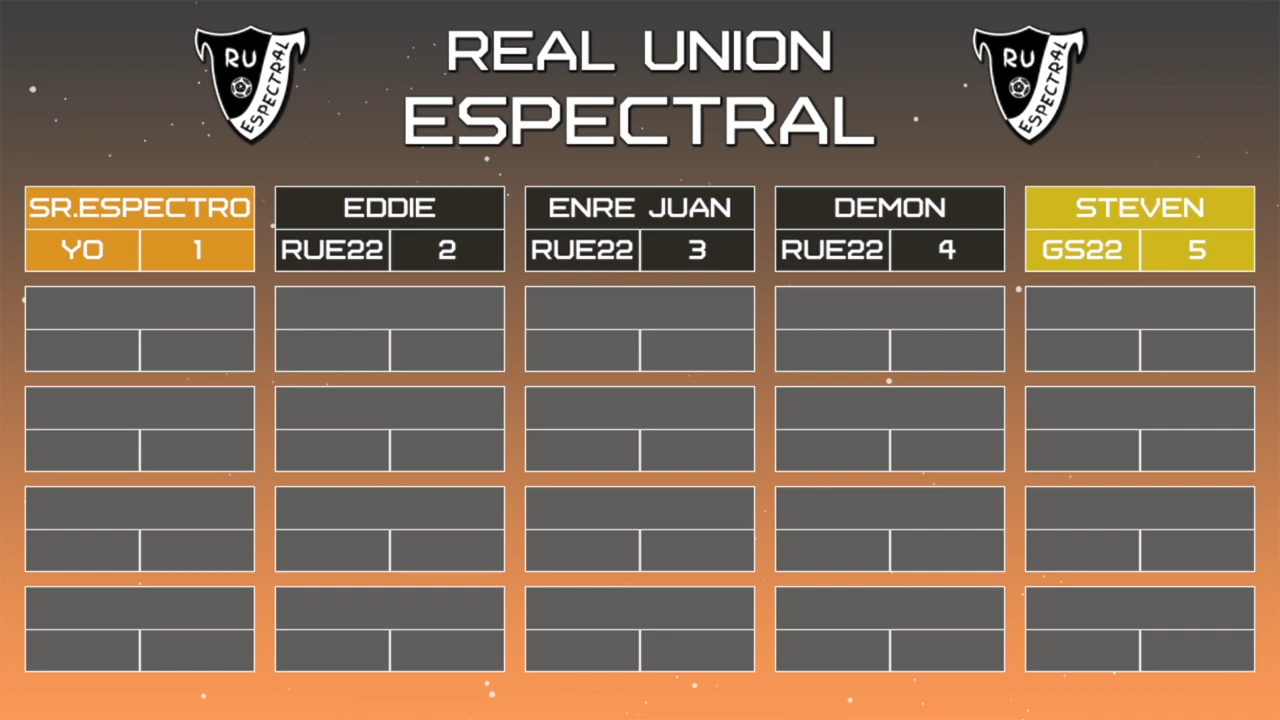 REAL UNION
ESPECTRAL
RU
ESPECTRAL
RU
ESPECTRAL
SR.ESPECTRO
YO 1
EDDIE
RUE22 2
ENRE JUAN
RUE22 3
DEMON
RUE22 4
STEVEN
GS22 5